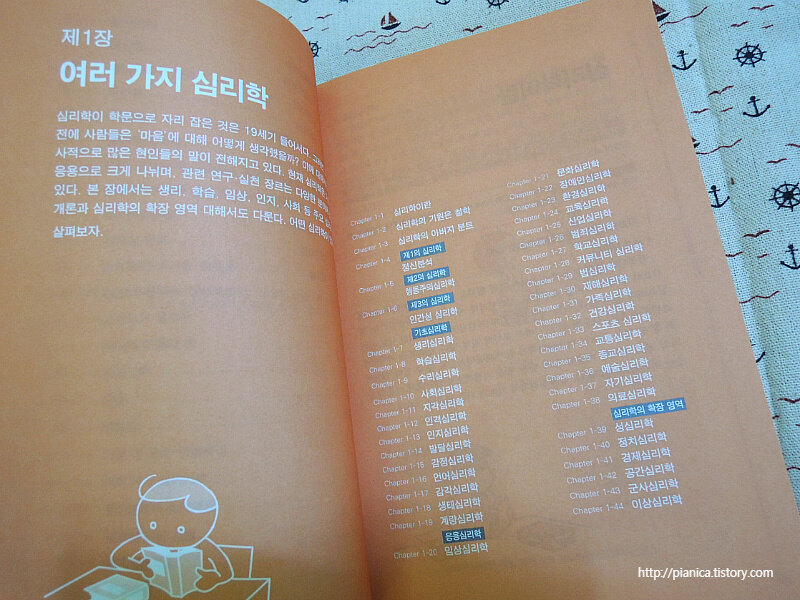 제1장
여러 가지 심리학
심리학이 학문으로 자리 잡은 것은 19세기 들어서다.
전에 사람들은 '마음'에 대해 어떻게 생각했을까? 이에 대해
사적으로 많은 현인들의 말이 전해지고 있다. 현재 심리학은
응용으로 크게 나뉘며, 관련 연구·실천 장르는 다양한
있다. 본 장에서는 생리, 학습, 임상, 인지, 사회 등 주요
개론과 심리학의 확장 영역 대해서도 다룬다. 어떤 심리학이
살펴보자.
Chapter 1-1 심리학이란
Chapter 1-2 심리학의 기원은 철학
Chapter 1-3 심리학의 아버지 분트
제1의 심리학
Chapter 1-4 정신분석
제2의 심리학
Chapter 1-5 행동주의심리학
제3의 심리학
Chapter 1-6 인간성 심리학
기초심리학
Chapter 1-7 생리심리학
Chapter 1-8 학습심리학
Chapter 1-9 수리심리학
Chapter 1-10 사회심리학
Chapter 1-11 지각심리학
Chapter 1-12 인격심리학
Chapter 1-13 인지심리학
Chapter 1-14 발달심리학
Chapter 1-15 감정심리학
Chapter 1-16 언어심리학
Chapter 1-17 감각심리학
Chapter 1-18 생태심리학
Chapter 1-19 계량심리학
응용심리학
Chapter 1-20 임상심리학
Chapter 1-21 문화심리학
Chapter 1-22 장애인심리학
Chapter 1-23 환경심리학
Chapter 1-24 교육심리학
Chapter 1-25 산업심리학
Chapter 1-26 범죄심리학
Chapter 1-27 학교심리학
Chapter 1-28 커뮤니티 심리학
Chapter 1-29 법심리학
Chapter 1-30 재해심리학
Chapter 1-31 가족심리학
Chapter 1-32 건강심리학
Chapter 1-33 스포츠 심리학
Chapter 1-34 교통심리학
Chapter 1-35 종교심리학
Chapter 1-36 예술심리학
Chapter 1-37 자기심리학
Chapter 1-38 의료심리학
심리학의 확장 영역
Chapter 1-39 성심리학
Chapter 1-40 정치심리학
Chapter 1-41 경제심리학
Chapter 1-42 공간심리학
Chapter 1-43 군사심리학
Chapter 1-44 이상심리학
http://pianica.tistory.com/